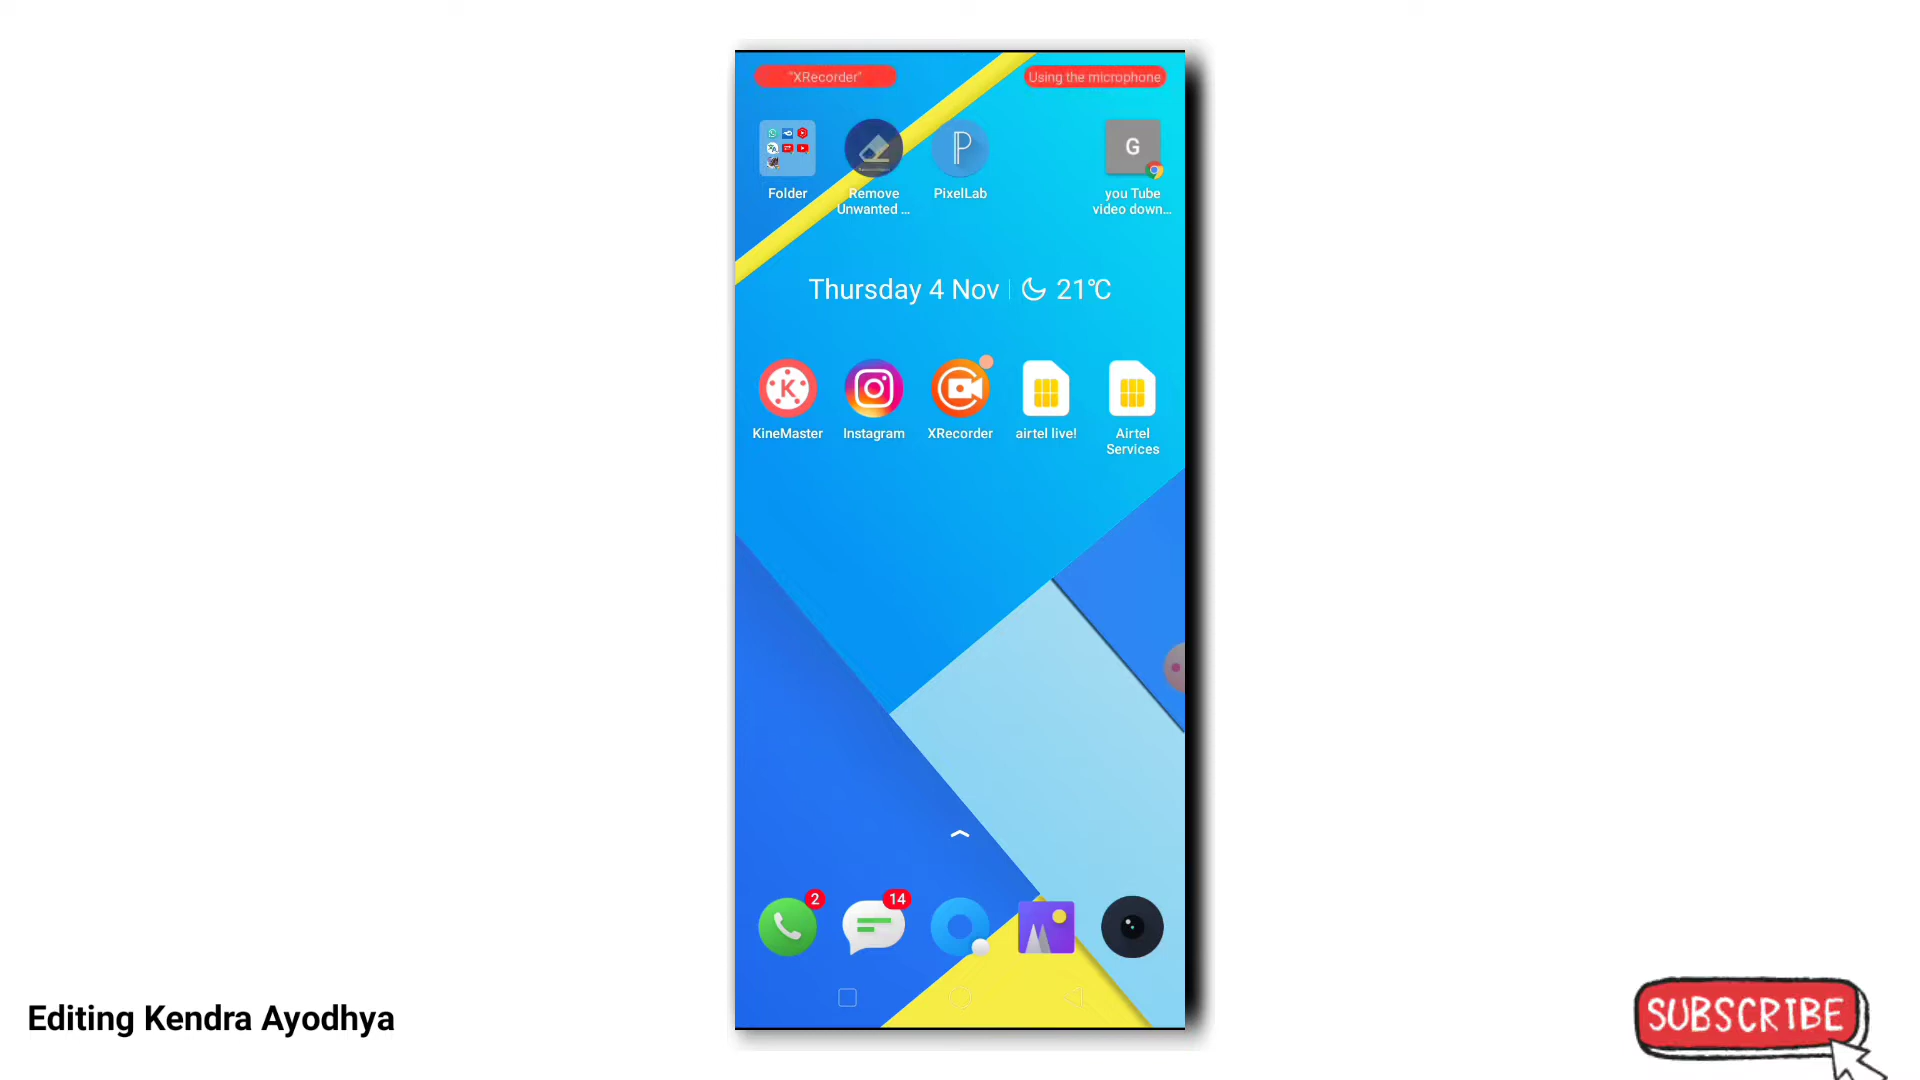 "XRecorder"
Using the microphone
P
G
Folder
Remove
Unwanted ...
PixelLab
you Tube
video down...
Thursday 4 Nov
21°C
K
KineMaster
Instagram
XRecorder
airtel live!
Airtel
Services
2
14
Editing Kendra Ayodhya
SUBSCRIBE